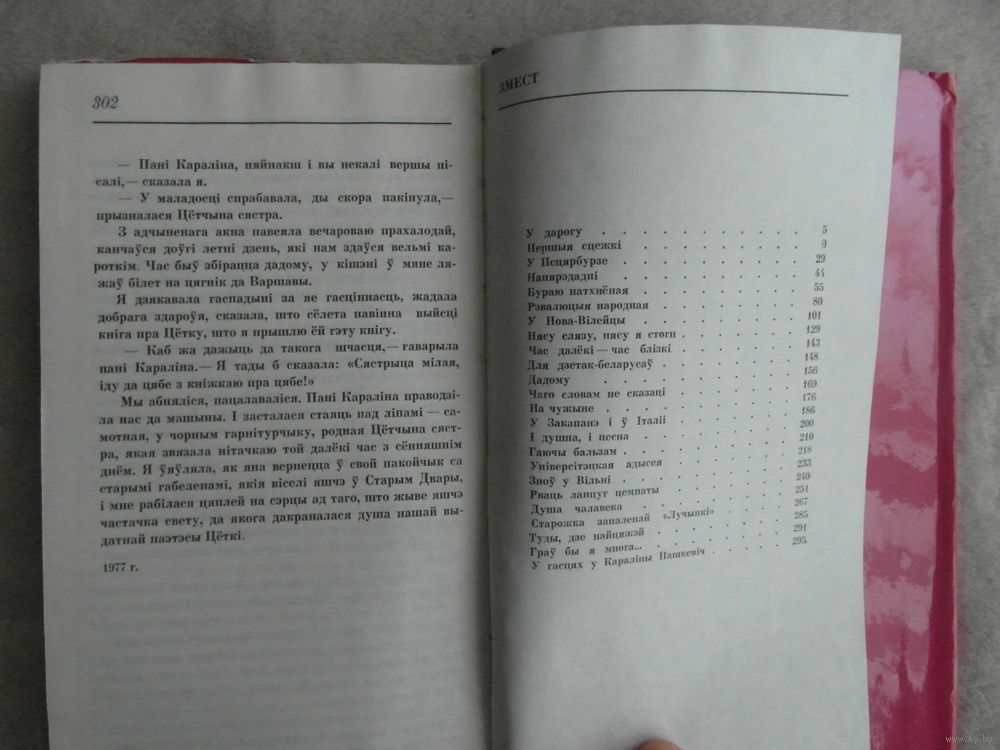 302
— Пані Караліна, няйнакш і вы некалі вершы пі-
салі,— сказала я.
— У маладосці спрабавала, ды скора пакінула,—
прызналася Цётчына сястра.
З адчыненага акна павеяла вечароваю прахалодай,
канчаўся доўгі летні дзень, які нам здаўся вельмі ка-
роткім. Час быў збірацца дадому, у кішэні ў мяне ля-
жаў білет на цягнік да Варшавы.
Я дзякавала гаспадыні за яе гасціннасць, жадала
добрага здароўя, сказала, што сёлета павінна выйсці
кніга пра Цётку, што я прышлю ёй гэту кнігу.
— Каб жа дажыць да такога шчасця,— гаварыла
пані Караліна.— Я тады б сказала: «Сястрыца мілая,
іду да цябе з кніжкаю пра цябе!»
Мы абняліся, пацалаваліся. Пані Караліна праводзі-
ла нас да машыны. І засталася стаяць пад ліпамі — са-
мотная, у чорным гарнітурчыку, родная Цётчына сяст-
ра, якая звязала нітачкаю той далёкі час з сённяшнім
днём. Я ўяўляла, як яна вернецца ў свой пакойчык са
старымі габеленамі, якія віселі яшчэ ў Старым Двары,
і мне рабілася цяплей на сэрцы ад таго, што жыве яшчэ
частачка свету, да якога дакраналася душа нашай вы-
датнай паэтэсы Цёткі.
1977 г.
ЗМЕСТ
У дарогу . . . . . . . . 5
Першыя сцежкі . . . . . . . . 9
У Пецярбурзе . . . . . . . . 29
Напярэдадні . . . . . . . . 44
Бураю натхнёная . . . . . . . . 55
Рэвалюцыя народная . . . . . . . 80
У Нова-Вілейцы . . . . . . . . 101
Нясу слязу, нясу я стогн . . . . . . 129
Час далёкі — час блізкі . . . . . . 143
Для дзетак-беларусаў . . . . . . . 148
Дадому . . . . . . . . 156
Чаго словам не сказаці . . . . . . 169
На чужыне . . . . . . . . 176
У Закапанэ і ў Італіі . . . . . . 186
І душна, і цесна . . . . . . . 200
Гаючы бальзам . . . . . . . . 210
Універсітэцкая адысея . . . . . . 218
Зноў у Вільні . . . . . . . . 233
Рваць ланцуг цемнаты . . . . . . 240
Душа чалавека . . . . . . . . 251
Старожка запаленай «Лучынкі» . . . . . 267
Туды, дзе найцяжэй . . . . . . . 285
Граў бы я многа... . . . . . . . 291
У гасцях у Караліны Пашкевіч . . . . . 295
www.ay.by